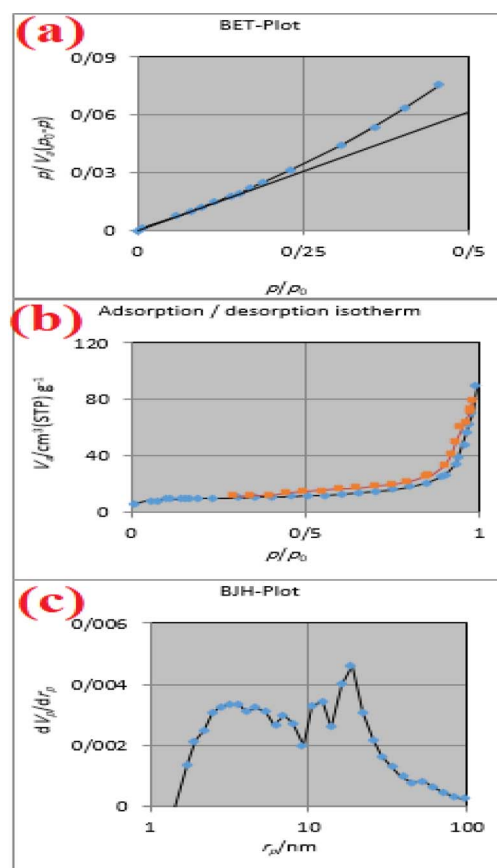 (a)
BET-Plot
0/09
0/06
0/03
0
p/Vₐ(p₀-p)
0
0/25
0/5
p/p₀
(b)
Adsorption / desorption isotherm
120
80
40
0
Vₐ/cm³(STP) g⁻¹
0
0/5
1
p/p₀
(c)
BJH-Plot
0/006
0/004
0/002
0
dVₚ/drₚ
1
10
100
rₚ/nm